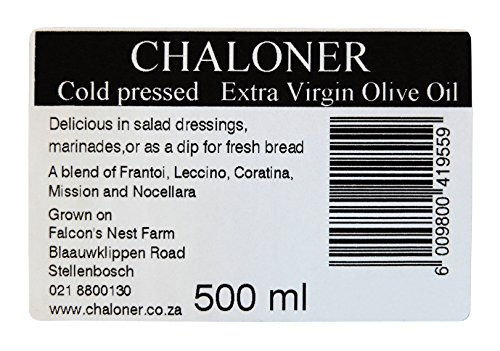 CHALONER
Cold pressed Extra Virgin Olive Oil
Delicious in salad dressings,
marinades,or as a dip for fresh bread
A blend of Frantoi, Leccino, Coratina,
Mission and Nocellara
Grown on
Falcon's Nest Farm
Blaauwklippen Road
Stellenbosch
021 8800130
www.chaloner.co.za
500 ml
6 009800 419559